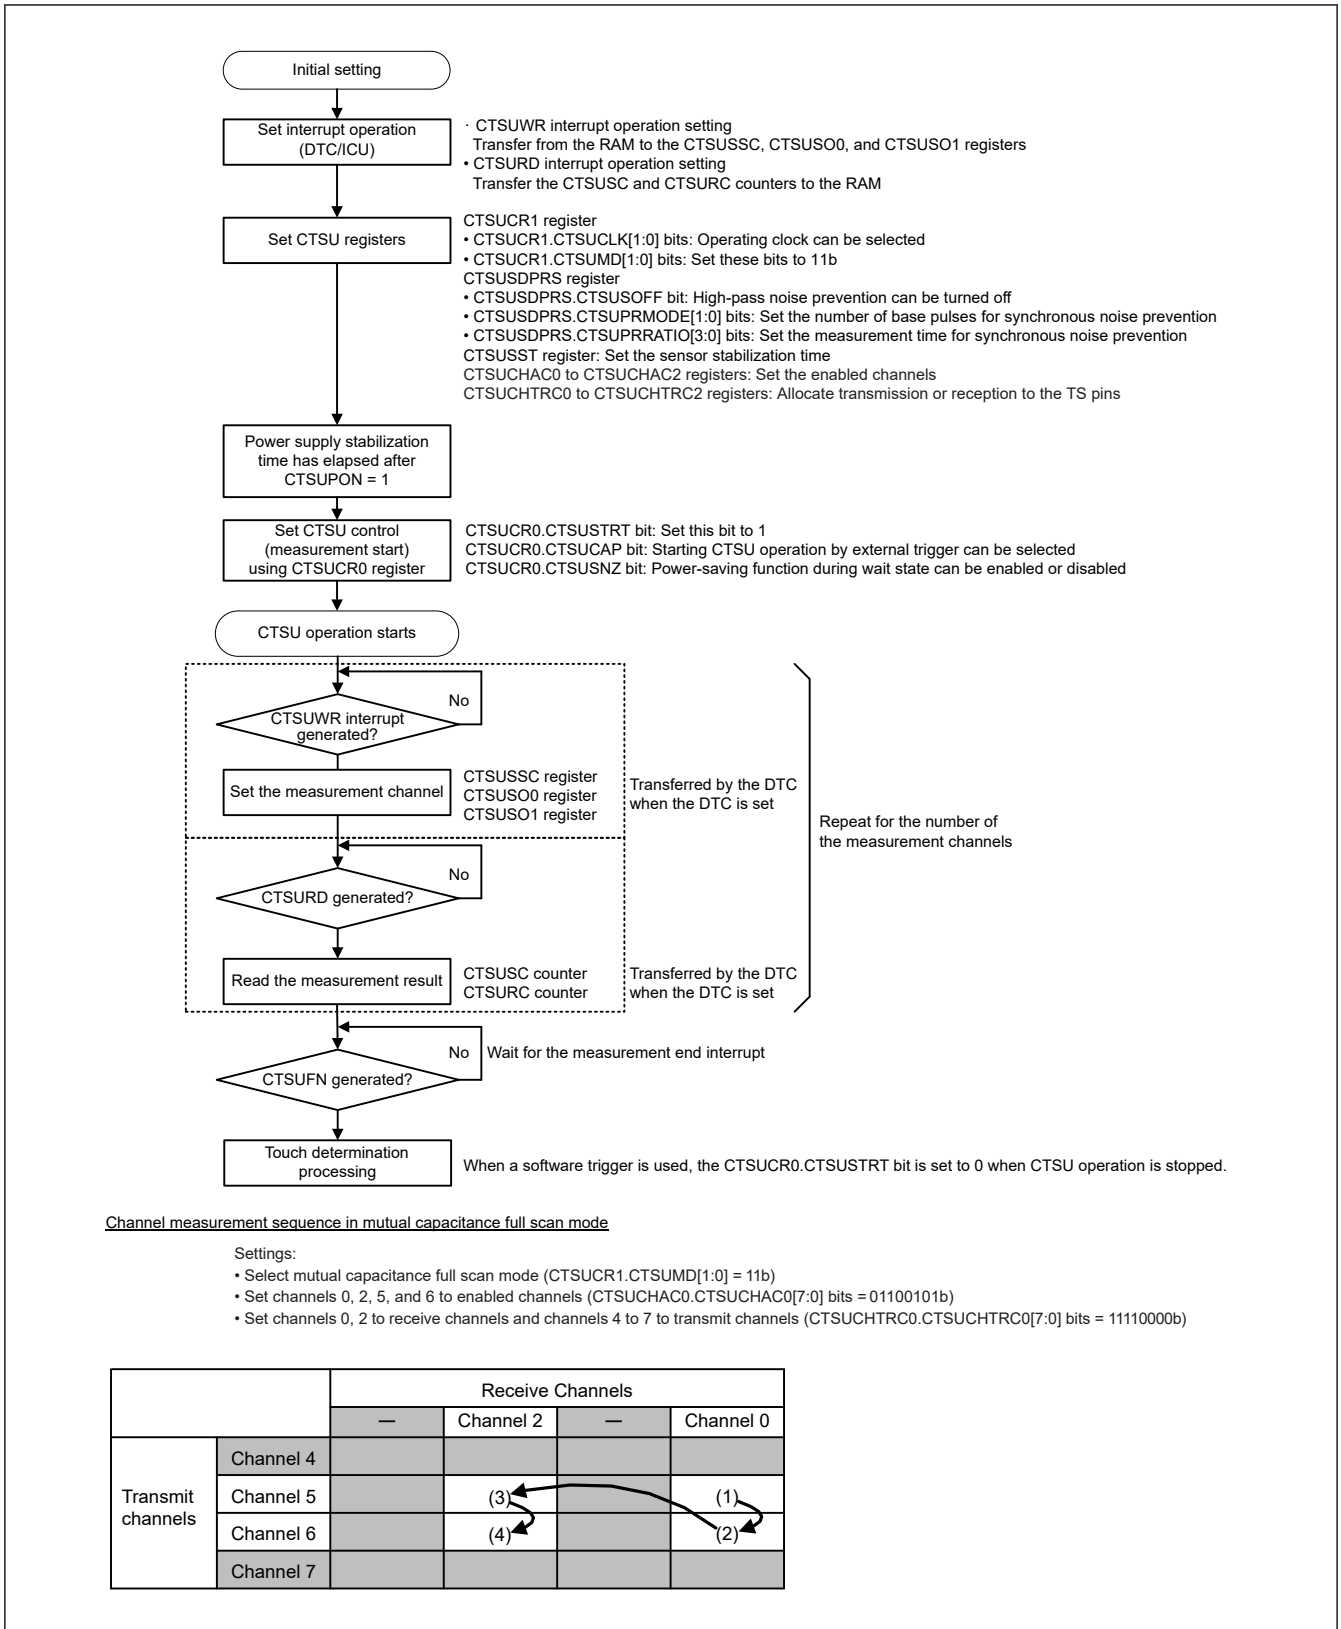 Initial setting
Set interrupt operation
(DTC/ICU)
· CTSUWR interrupt operation setting
Transfer from the RAM to the CTSUSSC, CTSUSO0, and CTSUSO1 registers
• CTSURD interrupt operation setting
Transfer the CTSUSC and CTSURC counters to the RAM
Set CTSU registers
CTSUCR1 register
• CTSUCR1.CTSUCLK[1:0] bits: Operating clock can be selected
• CTSUCR1.CTSUMD[1:0] bits: Set these bits to 11b
CTSUSDPRS register
• CTSUSDPRS.CTSUSOFF bit: High-pass noise prevention can be turned off
• CTSUSDPRS.CTSUPRMODE[1:0] bits: Set the number of base pulses for synchronous noise prevention
• CTSUSDPRS.CTSUPRRATIO[3:0] bits: Set the measurement time for synchronous noise prevention
CTSUSST register: Set the sensor stabilization time
CTSUCHAC0 to CTSUCHAC2 registers: Set the enabled channels
CTSUCHTRC0 to CTSUCHTRC2 registers: Allocate transmission or reception to the TS pins
Power supply stabilization
time has elapsed after
CTSUPON = 1
Set CTSU control
(measurement start)
using CTSUCR0 register
CTSUCR0.CTSUSTRT bit: Set this bit to 1
CTSUCR0.CTSUCAP bit: Starting CTSU operation by external trigger can be selected
CTSUCR0.CTSUSNZ bit: Power-saving function during wait state can be enabled or disabled
CTSU operation starts
No
CTSUWR interrupt
generated?
Set the measurement channel
CTSUSSC register
CTSUSO0 register
CTSUSO1 register
Transferred by the DTC
when the DTC is set
Repeat for the number of
the measurement channels
No
CTSURD generated?
Read the measurement result
CTSUSC counter
CTSURC counter
Transferred by the DTC
when the DTC is set
No
Wait for the measurement end interrupt
CTSUFN generated?
Touch determination
processing
When a software trigger is used, the CTSUCR0.CTSUSTRT bit is set to 0 when CTSU operation is stopped.
Channel measurement sequence in mutual capacitance full scan mode
Settings:
• Select mutual capacitance full scan mode (CTSUCR1.CTSUMD[1:0] = 11b)
• Set channels 0, 2, 5, and 6 to enabled channels (CTSUCHAC0.CTSUCHAC0[7:0] bits = 01100101b)
• Set channels 0, 2 to receive channels and channels 4 to 7 to transmit channels (CTSUCHTRC0.CTSUCHTRC0[7:0] bits = 11110000b)
Receive Channels
— Channel 2 — Channel 0
Transmit
channels
Channel 4
Channel 5 (3) (1)
Channel 6 (4) (2)
Channel 7